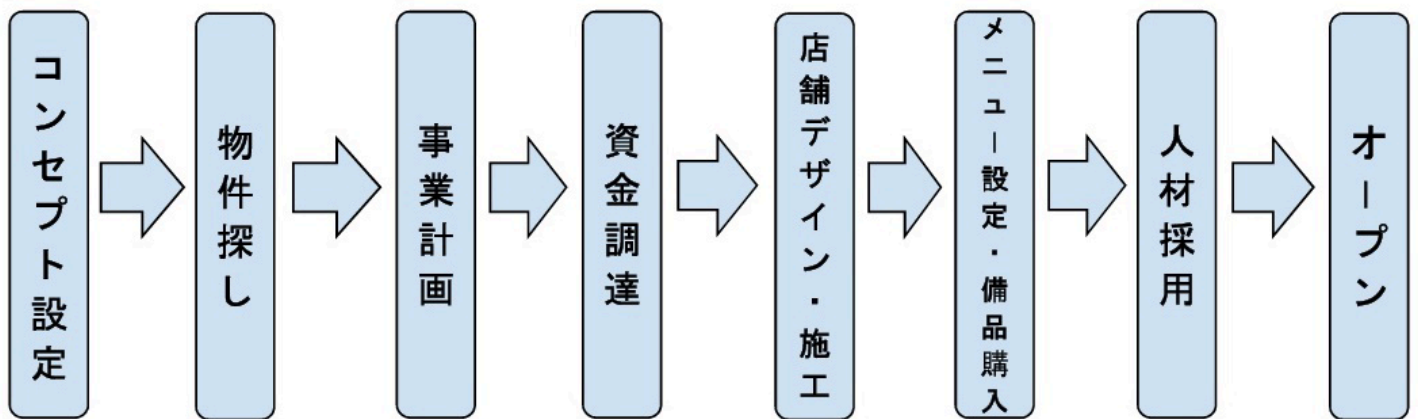 コンセプト設定
物件探し
事業計画
資金調達
店舗デザイン・施工
メニュー設定・備品購入
人材採用
オープン